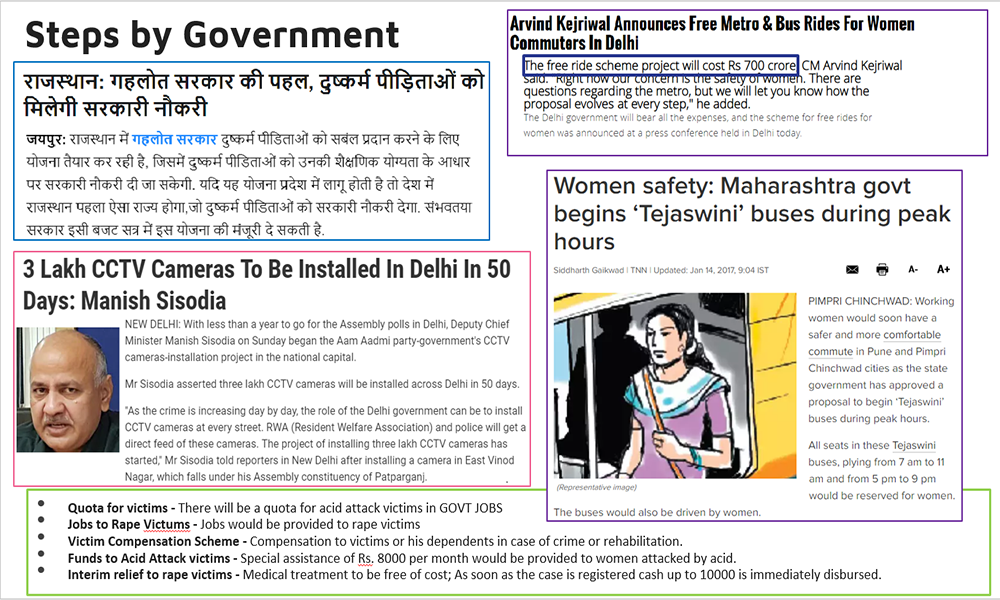 Steps by Government
राजस्थान: गहलोत सरकार की पहल, दुष्कर्म पीड़िताओं को
मिलेगी सरकारी नौकरी
जयपुर: राजस्थान में गहलोत सरकार दुष्कर्म पीडिताओं को सबंल प्रदान करने के लिए
योजना तैयार कर रही है, जिसमें दुष्कर्म पीडिताओं को उनकी शैक्षणिक योग्यता के आधार
पर सरकारी नोकरी दी जा सकेगी. यदि यह योजना प्रदेश में लागू होती है तो देश में
राजस्थान पहला ऐसा राज्य होगा,जो दुष्कर्म पीडिताओं को सरकारी नोकरी देगा. संभवतया
सरकार इसी बजट सत्र में इस योजना की मंजूरी दे सकती है.
3 Lakh CCTV Cameras To Be Installed In Delhi In 50
Days: Manish Sisodia
NEW DELHI: With less than a year to go for the Assembly polls in Delhi, Deputy Chief
Minister Manish Sisodia on Sunday began the Aam Aadmi party-government's CCTV
cameras-installation project in the national capital.
Mr Sisodia asserted three lakh CCTV cameras will be installed across Delhi in 50 days.
"As the crime is increasing day by day, the role of the Delhi government can be to install
CCTV cameras at every street. RWA (Resident Welfare Association) and police will get a
direct feed of these cameras. The project of installing three lakh CCTV cameras has
started," Mr Sisodia told reporters in New Delhi after installing a camera in East Vinod
Nagar, which falls under his Assembly constituency of Patparganj.
Arvind Kejriwal Announces Free Metro & Bus Rides For Women
Commuters In Delhi
The free ride scheme project will cost Rs 700 crore, CM Arvind Kejriwal
said. "Right now our concern is the safety of women. There are
questions regarding the metro, but we will let you know how the
proposal evolves at every step," he added.
The Delhi government will bear all the expenses, and the scheme for free rides for
women was announced at a press conference held in Delhi today.
Women safety: Maharashtra govt
begins ‘Tejaswini’ buses during peak
hours
Siddharth Gaikwad | TNN | Updated: Jan 14, 2017, 9:04 IST
A- A+
PIMPRI CHINCHWAD: Working
women would soon have a
safer and more comfortable
commute in Pune and Pimpri
Chinchwad cities as the state
government has approved a
proposal to begin ‘Tejaswini’
buses during peak hours.
All seats in these Tejaswini
buses, plying from 7 am to 11
am and from 5 pm to 9 pm
would be reserved for women.
(Representative image)
The buses would also be driven by women.
• Quota for victims - There will be a quota for acid attack victims in GOVT JOBS
• Jobs to Rape Victums - Jobs would be provided to rape victims
• Victim Compensation Scheme - Compensation to victims or his dependents in case of crime or rehabilitation.
• Funds to Acid Attack victims - Special assistance of Rs. 8000 per month would be provided to women attacked by acid.
• Interim relief to rape victims - Medical treatment to be free of cost; As soon as the case is registered cash up to 10000 is immediately disbursed.